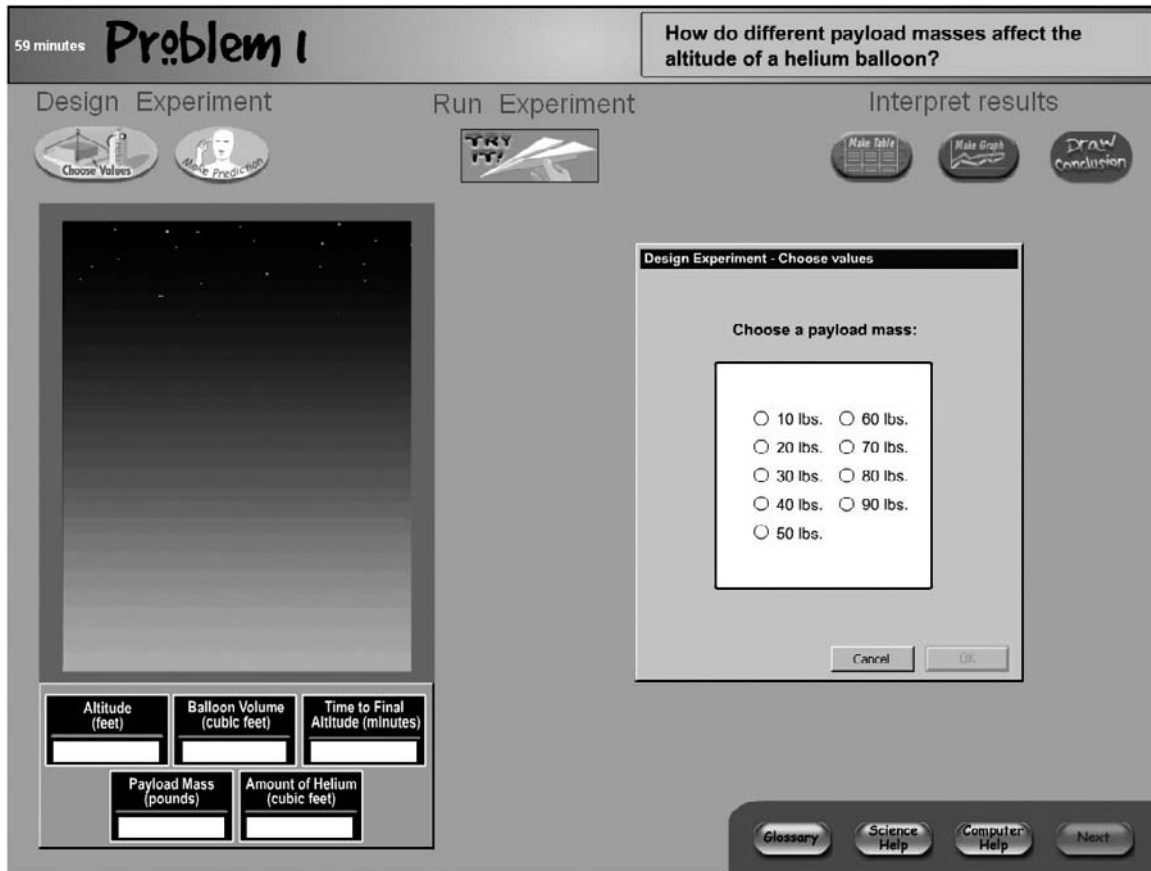 59 minutes
Problem 1
How do different payload masses affect the
altitude of a helium balloon?
Design Experiment
Run Experiment
Interpret results
Choose Values
Make Prediction
TRY
IT!
Make Table
Make Graph
Draw
Conclusion
Design Experiment - Choose values
Choose a payload mass:
10 lbs.
60 lbs.
20 lbs.
70 lbs.
30 lbs.
80 lbs.
40 lbs.
90 lbs.
50 lbs.
Cancel
OK
Altitude
(feet)
Balloon Volume
(cubic feet)
Time to Final
Altitude (minutes)
Payload Mass
(pounds)
Amount of Helium
(cubic feet)
Glossary
Science
Help
Computer
Help
Next